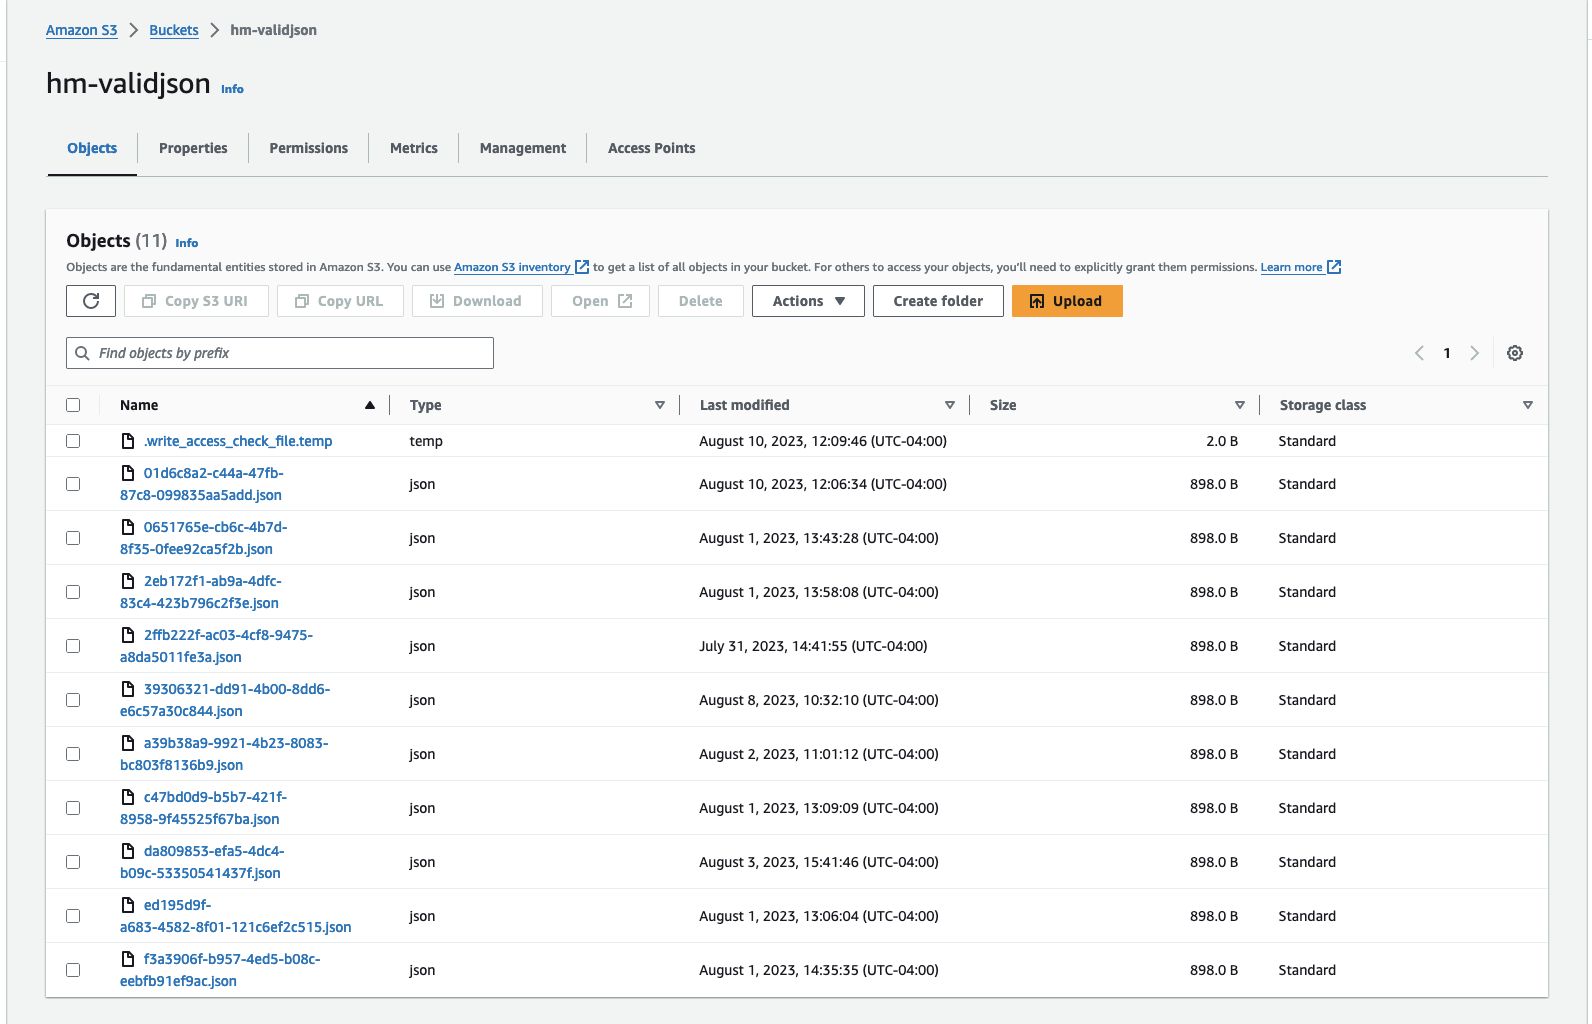 Amazon S3 > Buckets > hm-validjson
hm-validjson Info
Objects Properties Permissions Metrics Management Access Points
Objects (11) Info
Objects are the fundamental entities stored in Amazon S3. You can use Amazon S3 inventory to get a list of all objects in your bucket. For others to access your objects, you'll need to explicitly grant them permissions. Learn more
Copy S3 URI Copy URL Download Open Delete Actions Create folder Upload
Find objects by prefix 1
Name Type Last modified Size Storage class
.write_access_check_file.temp temp August 10, 2023, 12:09:46 (UTC-04:00) 2.0 B Standard
01d6c8a2-c44a-47fb-
87c8-099835aa5add.json json August 10, 2023, 12:06:34 (UTC-04:00) 898.0 B Standard
0651765e-cb6c-4b7d-
8f35-0fee92ca5f2b.json json August 1, 2023, 13:43:28 (UTC-04:00) 898.0 B Standard
2eb172f1-ab9a-4dfc-
83c4-423b796c2f3e.json json August 1, 2023, 13:58:08 (UTC-04:00) 898.0 B Standard
2ffb222f-ac03-4cf8-9475-
a8da5011fe3a.json json July 31, 2023, 14:41:55 (UTC-04:00) 898.0 B Standard
39306321-dd91-4b00-8dd6-
e6c57a30c844.json json August 8, 2023, 10:32:10 (UTC-04:00) 898.0 B Standard
a39b38a9-9921-4b23-8083-
bc803f8136b9.json json August 2, 2023, 11:01:12 (UTC-04:00) 898.0 B Standard
c47bd0d9-b5b7-421f-
8958-9f45525f67ba.json json August 1, 2023, 13:09:09 (UTC-04:00) 898.0 B Standard
da809853-efa5-4dc4-
b09c-53350541437f.json json August 3, 2023, 15:41:46 (UTC-04:00) 898.0 B Standard
ed195d9f-
a683-4582-8f01-121c6ef2c515.json json August 1, 2023, 13:06:04 (UTC-04:00) 898.0 B Standard
f3a3906f-b957-4ed5-b08c-
eebfb91ef9ac.json json August 1, 2023, 14:35:35 (UTC-04:00) 898.0 B Standard